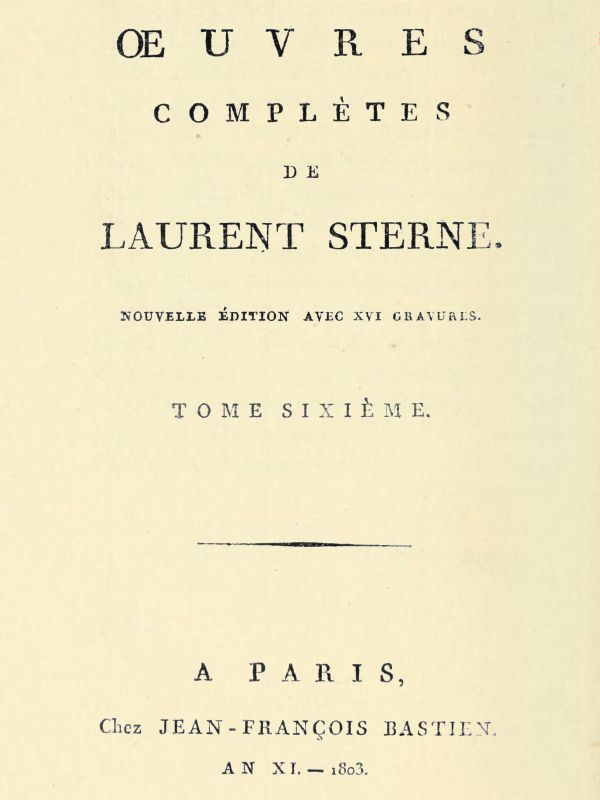 ŒUVRES
COMPLÈTES
DE
LAURENT STERNE.
NOUVELLE ÉDITION AVEC XVI GRAVURES.
TOME SIXIÈME.
A PARIS,
Chez JEAN-FRANÇOIS BASTIEN.
AN XI. — 1803.